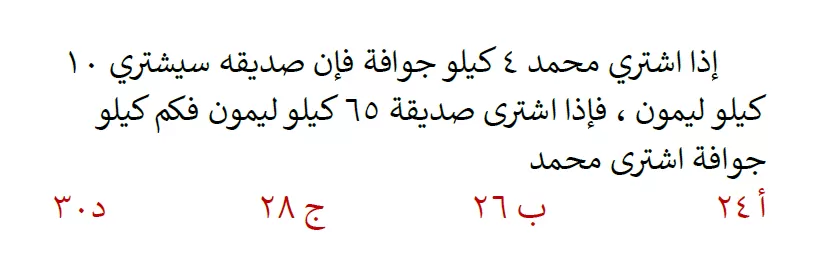 إذا اشتري محمد ٤ كيلو جوافة فإن صديقه سيشتري ١٠
كيلو ليمون ، فإذا اشترى صديقة ٦٥ كيلو ليمون فكم كيلو
جوافة اشترى محمد
أ ٢٤ ب ٢٦ ج ٢٨ د٣٠